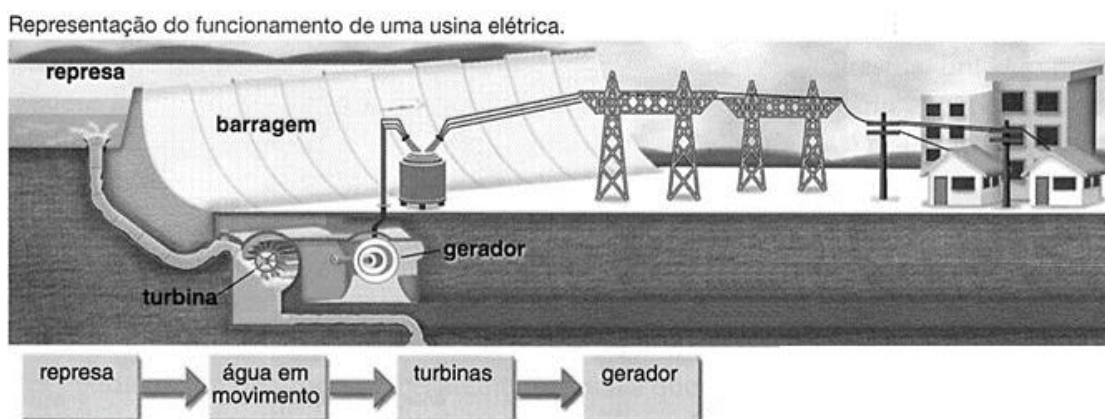 Representação do funcionamento de uma usina elétrica.
represa
barragem
gerador
turbina
represa
água em
movimento
turbinas
gerador